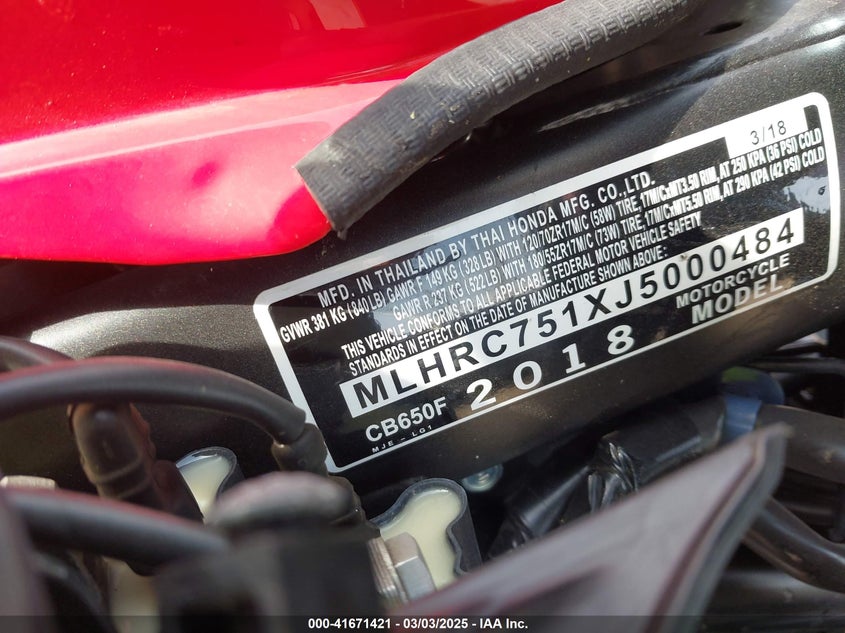 3/18
MFD. IN THAILAND BY THAI HONDA MFG. CO.,LTD.
GVWR 381 KG (840LB) GAWR F 149 KG (328 LB) WITH 120/70ZR17M/C (58W) TIRE, 17M/CxMT3.50 RIM, AT 250 KPA (36 PSI) COLD
GAWR R 237 KG (522 LB) WITH 180/55ZR17M/C (73W) TIRE, 17M/CxMT5.50 RIM, AT 290 KPA (42 PSI) COLD
THIS VEHICLE CONFORMS TO ALL APPLICABLE FEDERAL MOTOR VEHICLE SAFETY
STANDARDS IN EFFECT ON THE DATE OF MANUFACTURE SHOWN ABOVE:
MLHRC751XJ5000484
CB650F 2018 MOTORCYCLE MODEL
MJE - LG1
000-41671421 - 03/03/2025 - IAA Inc.